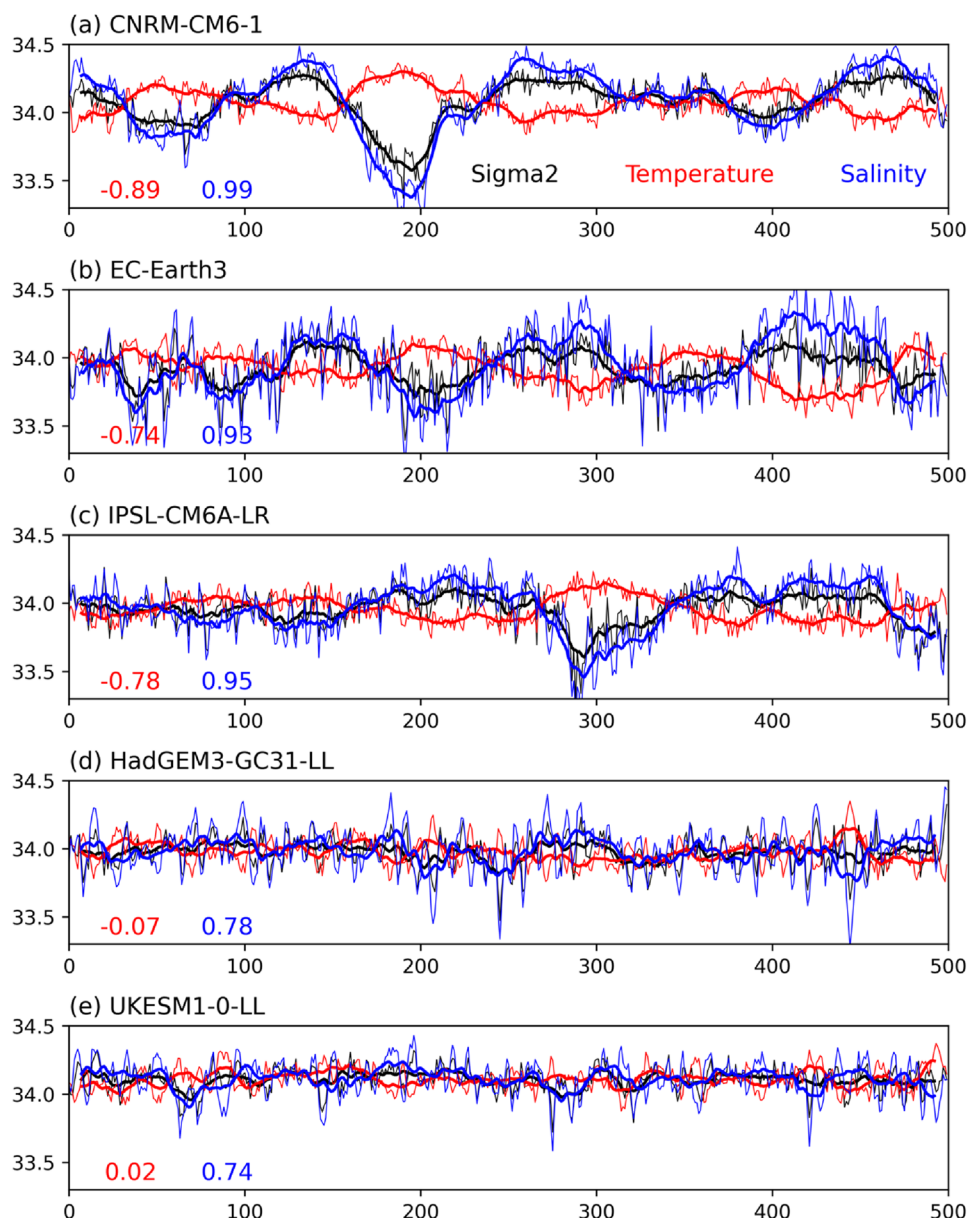 (a) CNRM-CM6-1
34.5
34.0
33.5
Sigma2 Temperature Salinity
-0.89 0.99
0 100 200 300 400 500
(b) EC-Earth3
34.5
34.0
33.5
-0.74 0.93
0 100 200 300 400 500
(c) IPSL-CM6A-LR
34.5
34.0
33.5
-0.78 0.95
0 100 200 300 400 500
(d) HadGEM3-GC31-LL
34.5
34.0
33.5
-0.07 0.78
0 100 200 300 400 500
(e) UKESM1-0-LL
34.5
34.0
33.5
0.02 0.74
0 100 200 300 400 500